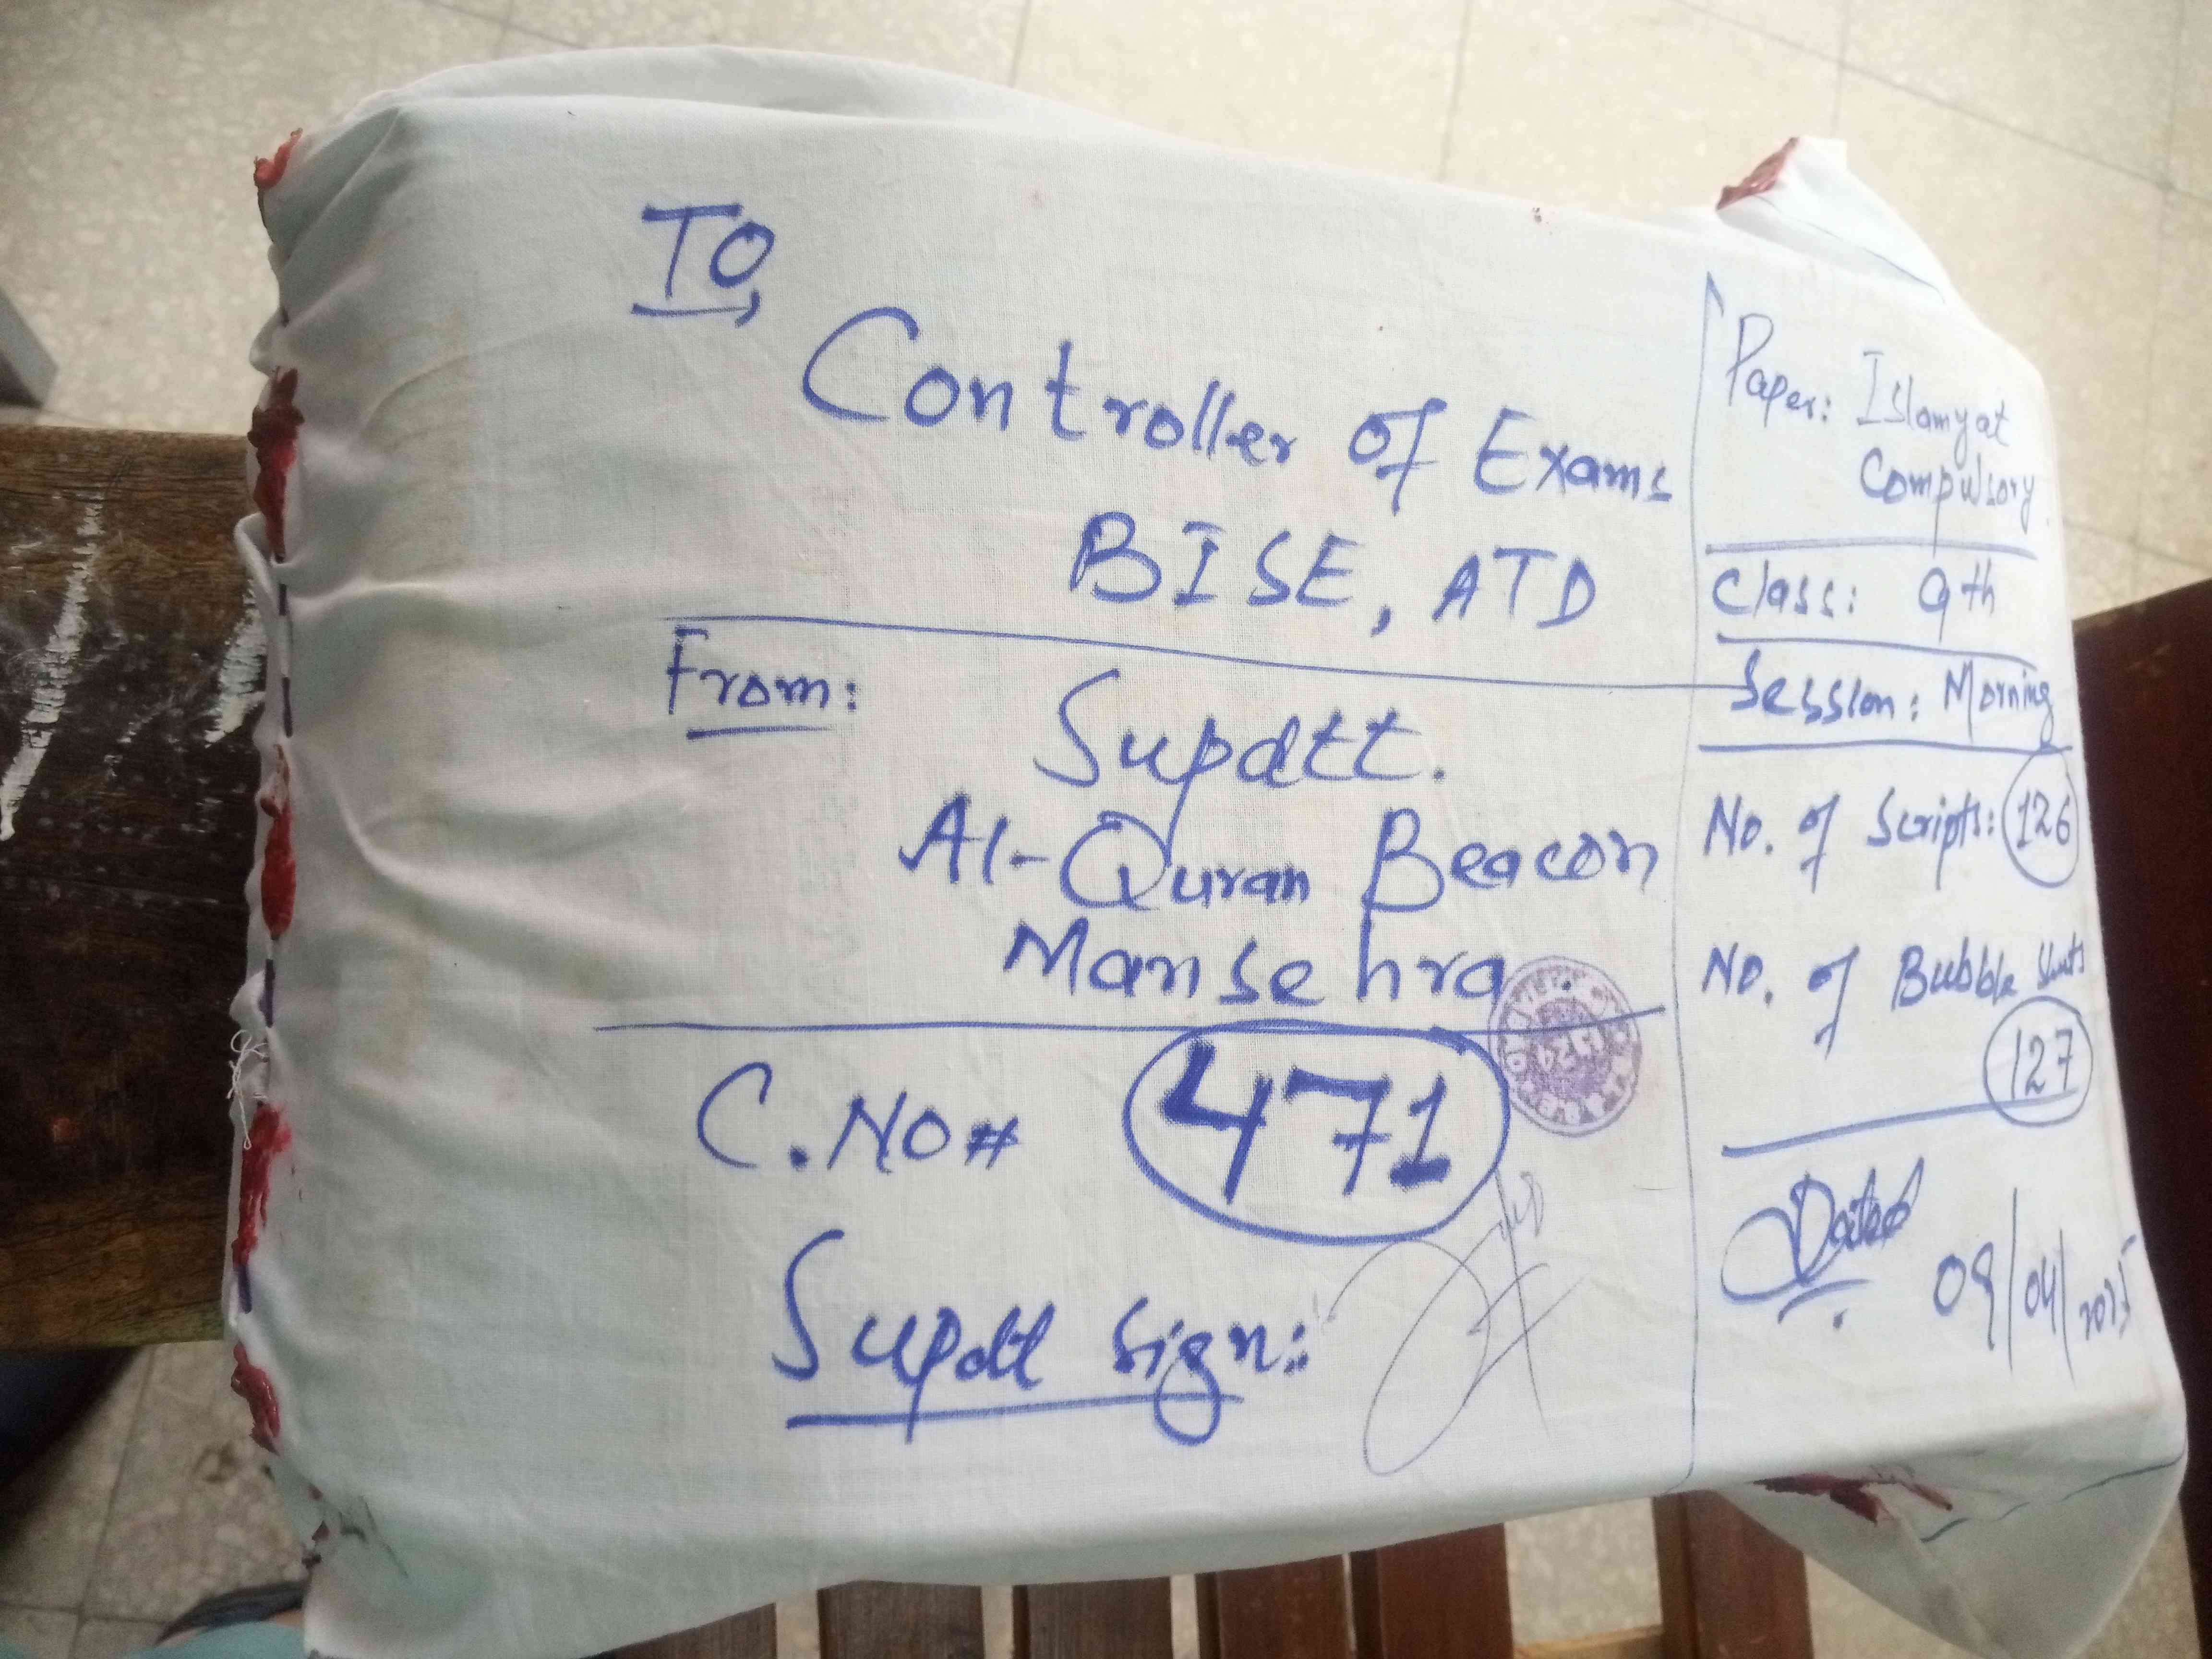 To,
Controller of Exams
BISE, ATD
From:
Supdtt.
Al-Quran Beacon
Mansehra.
C.NO# 471
Supdtt Sign:
Paper: Islamyat
Compulsory.
Class: 9th
Session: Morning
No. of Scripts: 126
No. of Bubble Sheets
127
Dated
09/04/2025